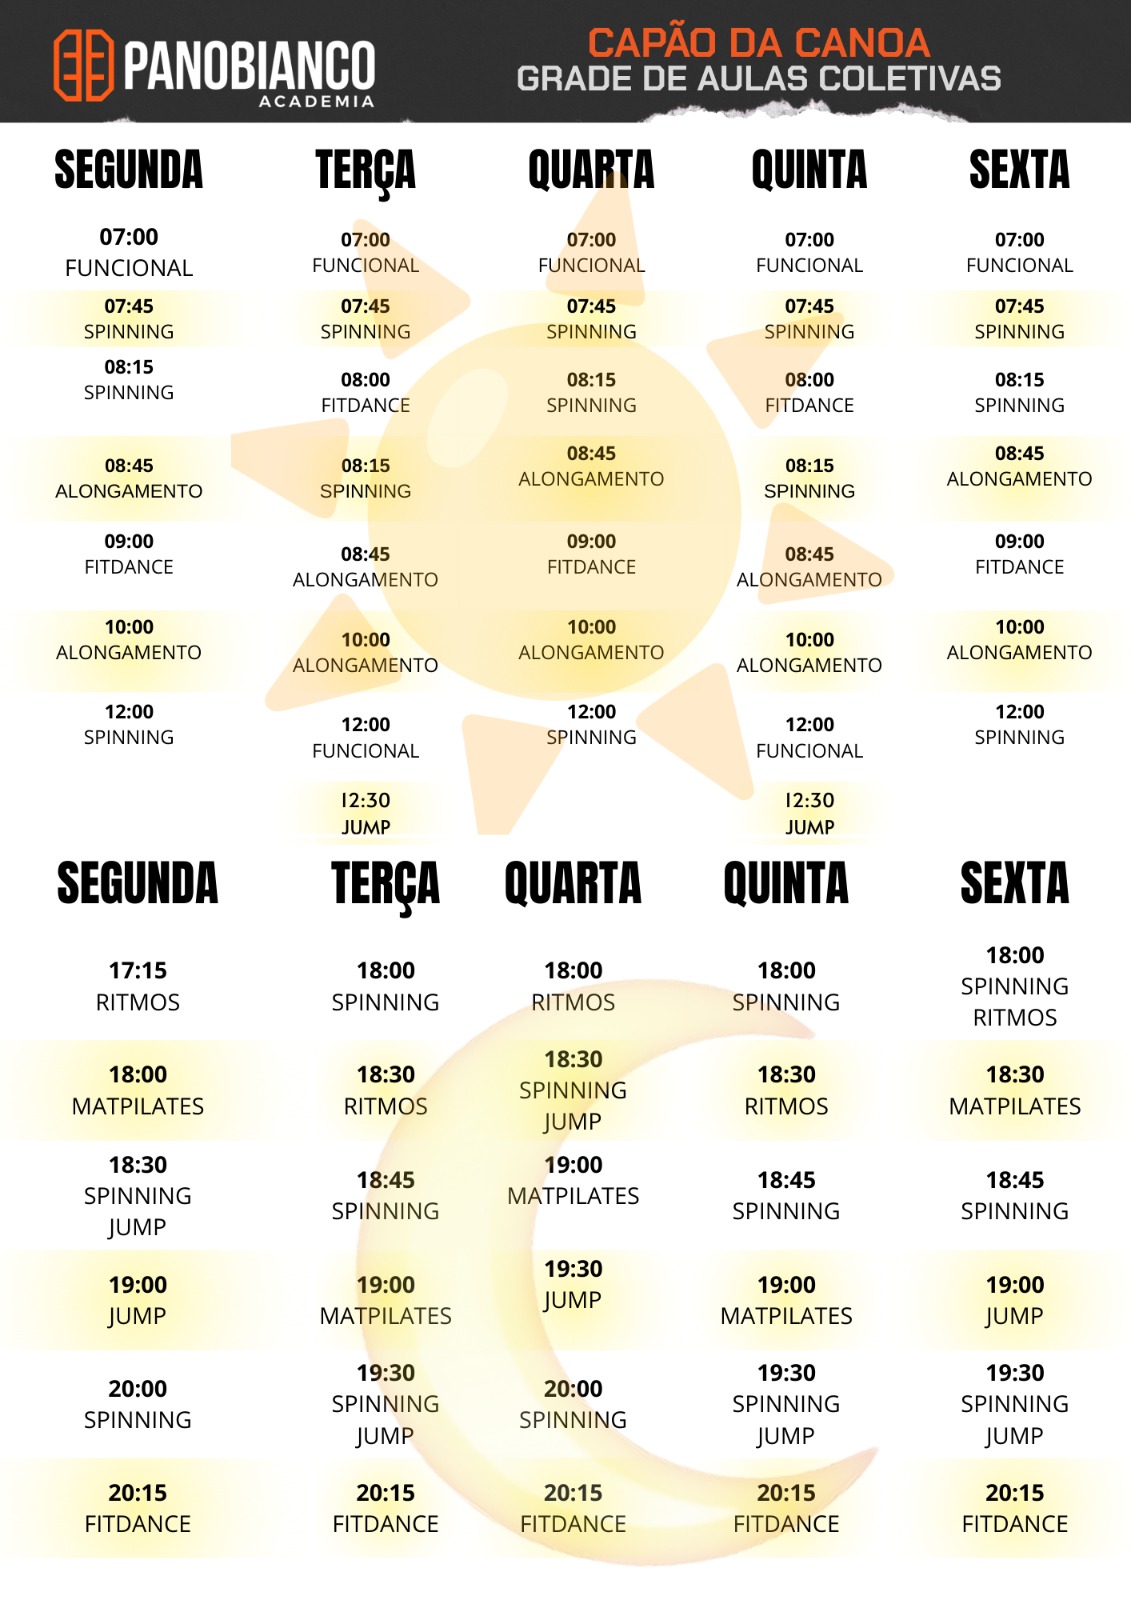 PANOBIANCO
ACADEMIA
CAPÃO DA CANOA
GRADE DE AULAS COLETIVAS
SEGUNDA
07:00
FUNCIONAL
07:45
SPINNING
08:15
SPINNING
08:45
ALONGAMENTO
09:00
FITDANCE
10:00
ALONGAMENTO
12:00
SPINNING
TERÇA
07:00
FUNCIONAL
07:45
SPINNING
08:00
FITDANCE
08:15
SPINNING
08:45
ALONGAMENTO
10:00
ALONGAMENTO
12:00
FUNCIONAL
12:30
JUMP
QUARTA
07:00
FUNCIONAL
07:45
SPINNING
08:15
SPINNING
08:45
ALONGAMENTO
09:00
FITDANCE
10:00
ALONGAMENTO
12:00
SPINNING
QUINTA
07:00
FUNCIONAL
07:45
SPINNING
08:00
FITDANCE
08:15
SPINNING
08:45
ALONGAMENTO
10:00
ALONGAMENTO
12:00
FUNCIONAL
12:30
JUMP
SEXTA
07:00
FUNCIONAL
07:45
SPINNING
08:15
SPINNING
08:45
ALONGAMENTO
09:00
FITDANCE
10:00
ALONGAMENTO
12:00
SPINNING
SEGUNDA
17:15
RITMOS
18:00
MATPILATES
18:30
SPINNING
JUMP
19:00
JUMP
20:00
SPINNING
20:15
FITDANCE
TERÇA
18:00
SPINNING
18:30
RITMOS
18:45
SPINNING
19:00
MATPILATES
19:30
SPINNING
JUMP
20:15
FITDANCE
QUARTA
18:00
RITMOS
18:30
SPINNING
JUMP
19:00
MATPILATES
19:30
JUMP
20:00
SPINNING
20:15
FITDANCE
QUINTA
18:00
SPINNING
18:30
RITMOS
18:45
SPINNING
19:00
MATPILATES
19:30
SPINNING
JUMP
20:15
FITDANCE
SEXTA
18:00
SPINNING
RITMOS
18:30
MATPILATES
18:45
SPINNING
19:00
JUMP
19:30
SPINNING
JUMP
20:15
FITDANCE